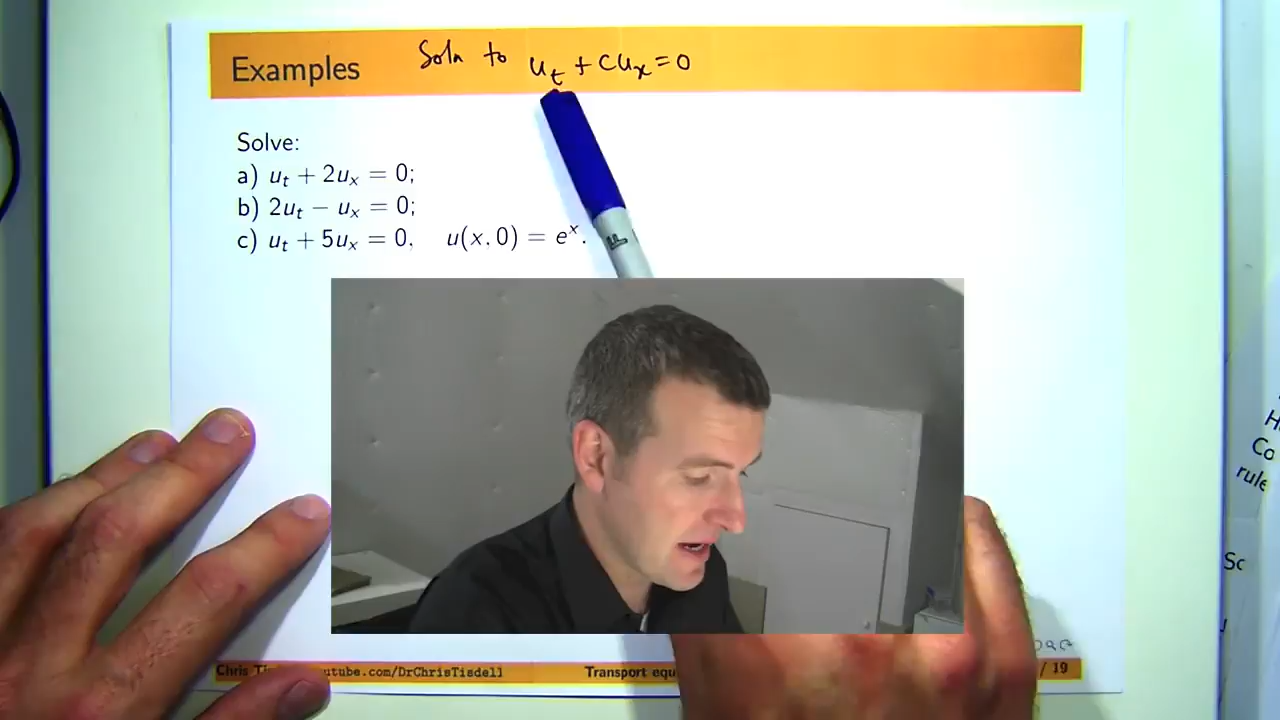 Examples Soln to u_t + cu_x = 0
Solve:
a) u_t + 2u_x = 0;
b) 2u_t − u_x = 0;
c) u_t + 5u_x = 0, u(x, 0) = e^x.
H
Co
rule
Sc
Chris Ti utube.com/DrChrisTisdell Transport equ / 19